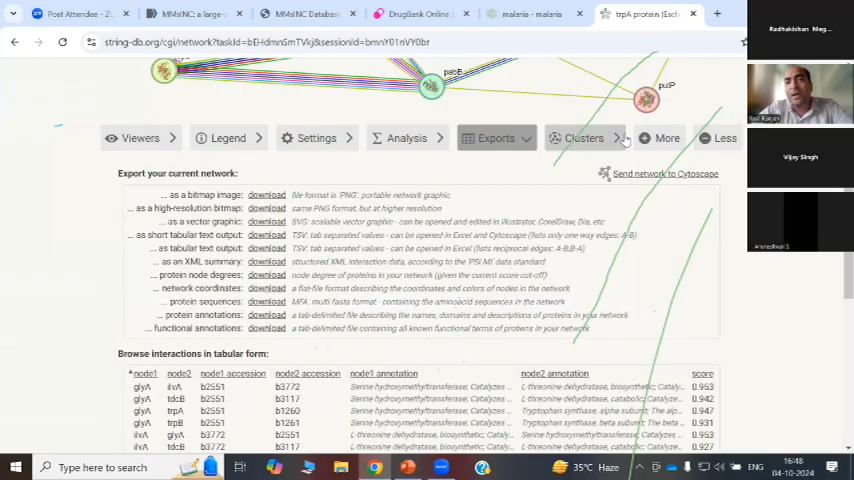 Post Attendee - Z
MMsINC: a large-s
MMsINC Databas
DrugBank Online |
malaria - malaria
trpA protein (Esch
string-db.org/cgi/network?taskId=bEHdmnSmTVkj&sessionId=bmnY01nVY0br
pabB
putP
Viewers
Legend
Settings
Analysis
Exports
Clusters
More
Less
Export your current network:
Send network to Cytoscape
... as a bitmap image: download file format is 'PNG': portable network graphic
... as a high-resolution bitmap: download same PNG format, but at higher resolution
... as a vector graphic: download SVG: scalable vector graphic - can be opened and edited in Illustrator, CorelDraw, Dia, etc
... as short tabular text output: download TSV: tab separated values - can be opened in Excel and Cytoscape (lists only one-way edges: A-B)
... as tabular text output: download TSV: tab separated values - can be opened in Excel (lists reciprocal edges: A-B,B-A)
... as an XML summary: download structured XML interaction data, according to the 'PSI-MI' data standard
... protein node degrees: download node degree of proteins in your network (given the current score cut-off)
... network coordinates: download a flat-file format describing the coordinates and colors of nodes in the network
... protein sequences: download MFA: multi-fasta format - containing the aminoacid sequences in the network
... protein annotations: download a tab-delimited file describing the names, domains and descriptions of proteins in your network
... functional annotations: download a tab-delimited file containing all known functional terms of protiens in your network
Browse interactions in tabular form:
node1 node2 node1 accession node2 accession node1 annotation node2 annotation score
glyA ilvA b2551 b3772 Serine hydroxymethyltransferase; Catalyzes ... L-threonine dehydratase, biosynthetic; Cataly... 0.953
glyA tdcB b2551 b3117 Serine hydroxymethyltransferase; Catalyzes ... L-threonine dehydratase, catabolic; Catalyze... 0.942
glyA trpA b2551 b1260 Serine hydroxymethyltransferase; Catalyzes ... Tryptophan synthase, alpha subunit; The alp... 0.947
glyA trpB b2551 b1261 Serine hydroxymethyltransferase; Catalyzes ... Tryptophan synthase, beta subunit; The beta ... 0.931
ilvA glyA b3772 b2551 L-threonine dehydratase, biosynthetic; Cataly... Serine hydroxymethyltransferase; Catalyzes ... 0.953
ilvA tdcB b3772 b3117 L-threonine dehydratase, biosynthetic; Cataly... L-threonine dehydratase, catabolic; Catalyze... 0.927
Radhakishan Meg...
Vijay Singh
Type here to search
35°C Haze
ENG
16:48
04-10-2024